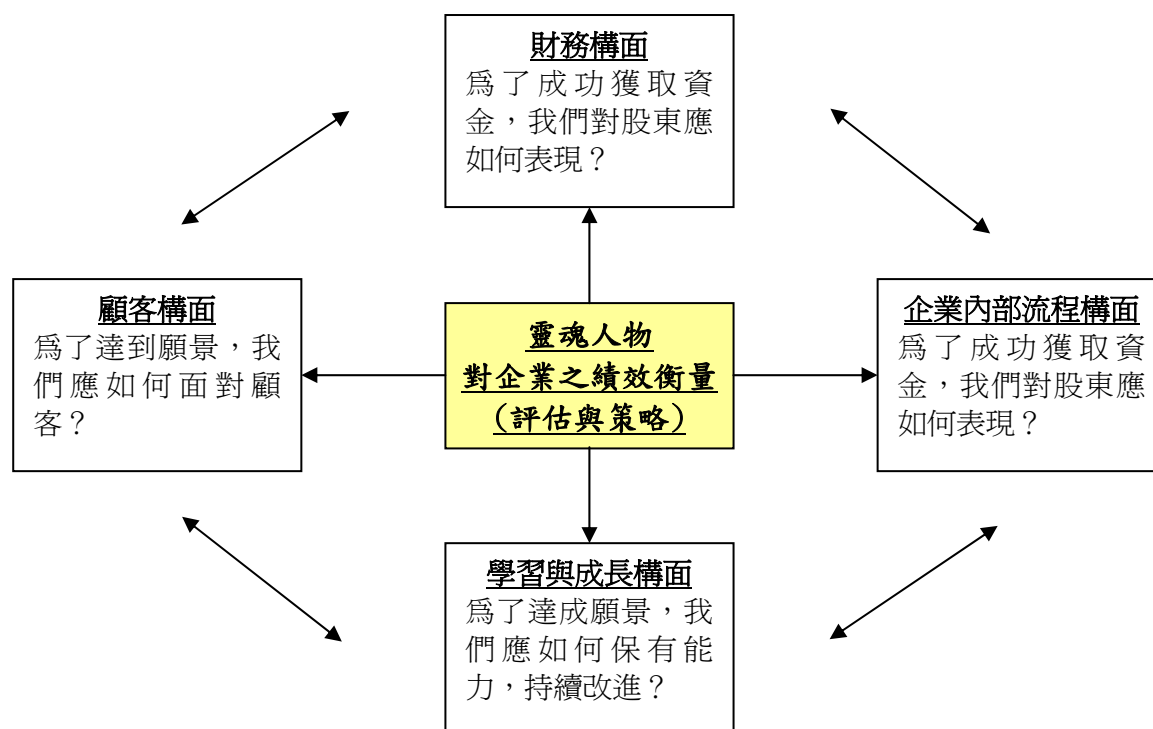 財務構面
爲了成功獲取資
金，我們對股東應
如何表現？
顧客構面
爲了達到願景，我
們應如何面對顧
客？
靈魂人物
對企業之績效衡量
（評估與策略）
企業內部流程構面
爲了成功獲取資
金，我們對股東應
如何表現？
學習與成長構面
爲了達成願景，我
們應如何保有能
力，持續改進？